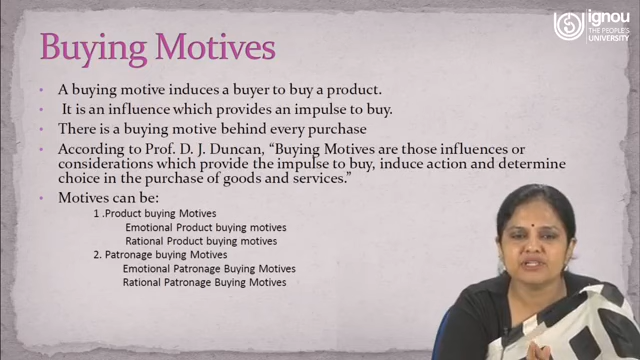 ignou
THE PEOPLE'S
UNIVERSITY
Buying Motives
• A buying motive induces a buyer to buy a product.
• It is an influence which provides an impulse to buy.
• There is a buying motive behind every purchase
• According to Prof. D. J. Duncan, “Buying Motives are those influences or
considerations which provide the impulse to buy, induce action and determine
choice in the purchase of goods and services.”
• Motives can be:
1 .Product buying Motives
Emotional Product buying motives
Rational Product buying motives
2. Patronage buying Motives
Emotional Patronage Buying Motives
Rational Patronage Buying Motives